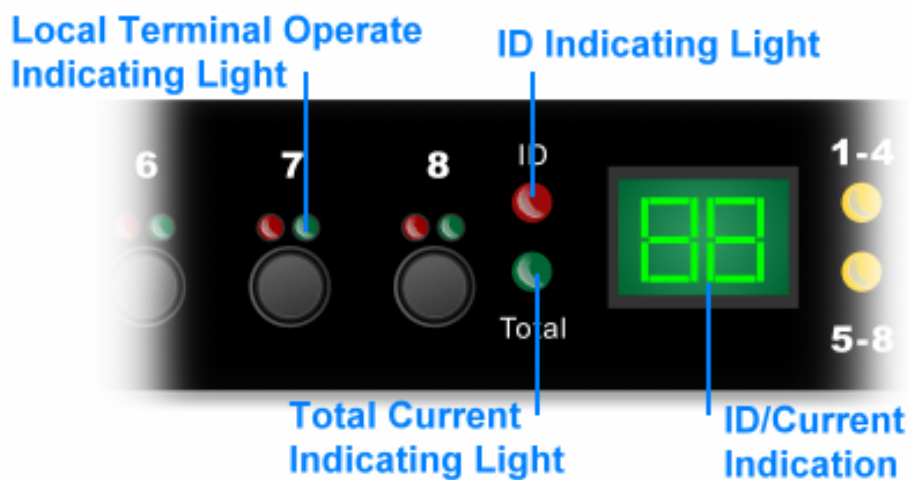 Local Terminal Operate
Indicating Light
ID Indicating Light
6
7
8
ID
1-4
88
Total
5-8
Total Current
Indicating Light
ID/Current
Indication